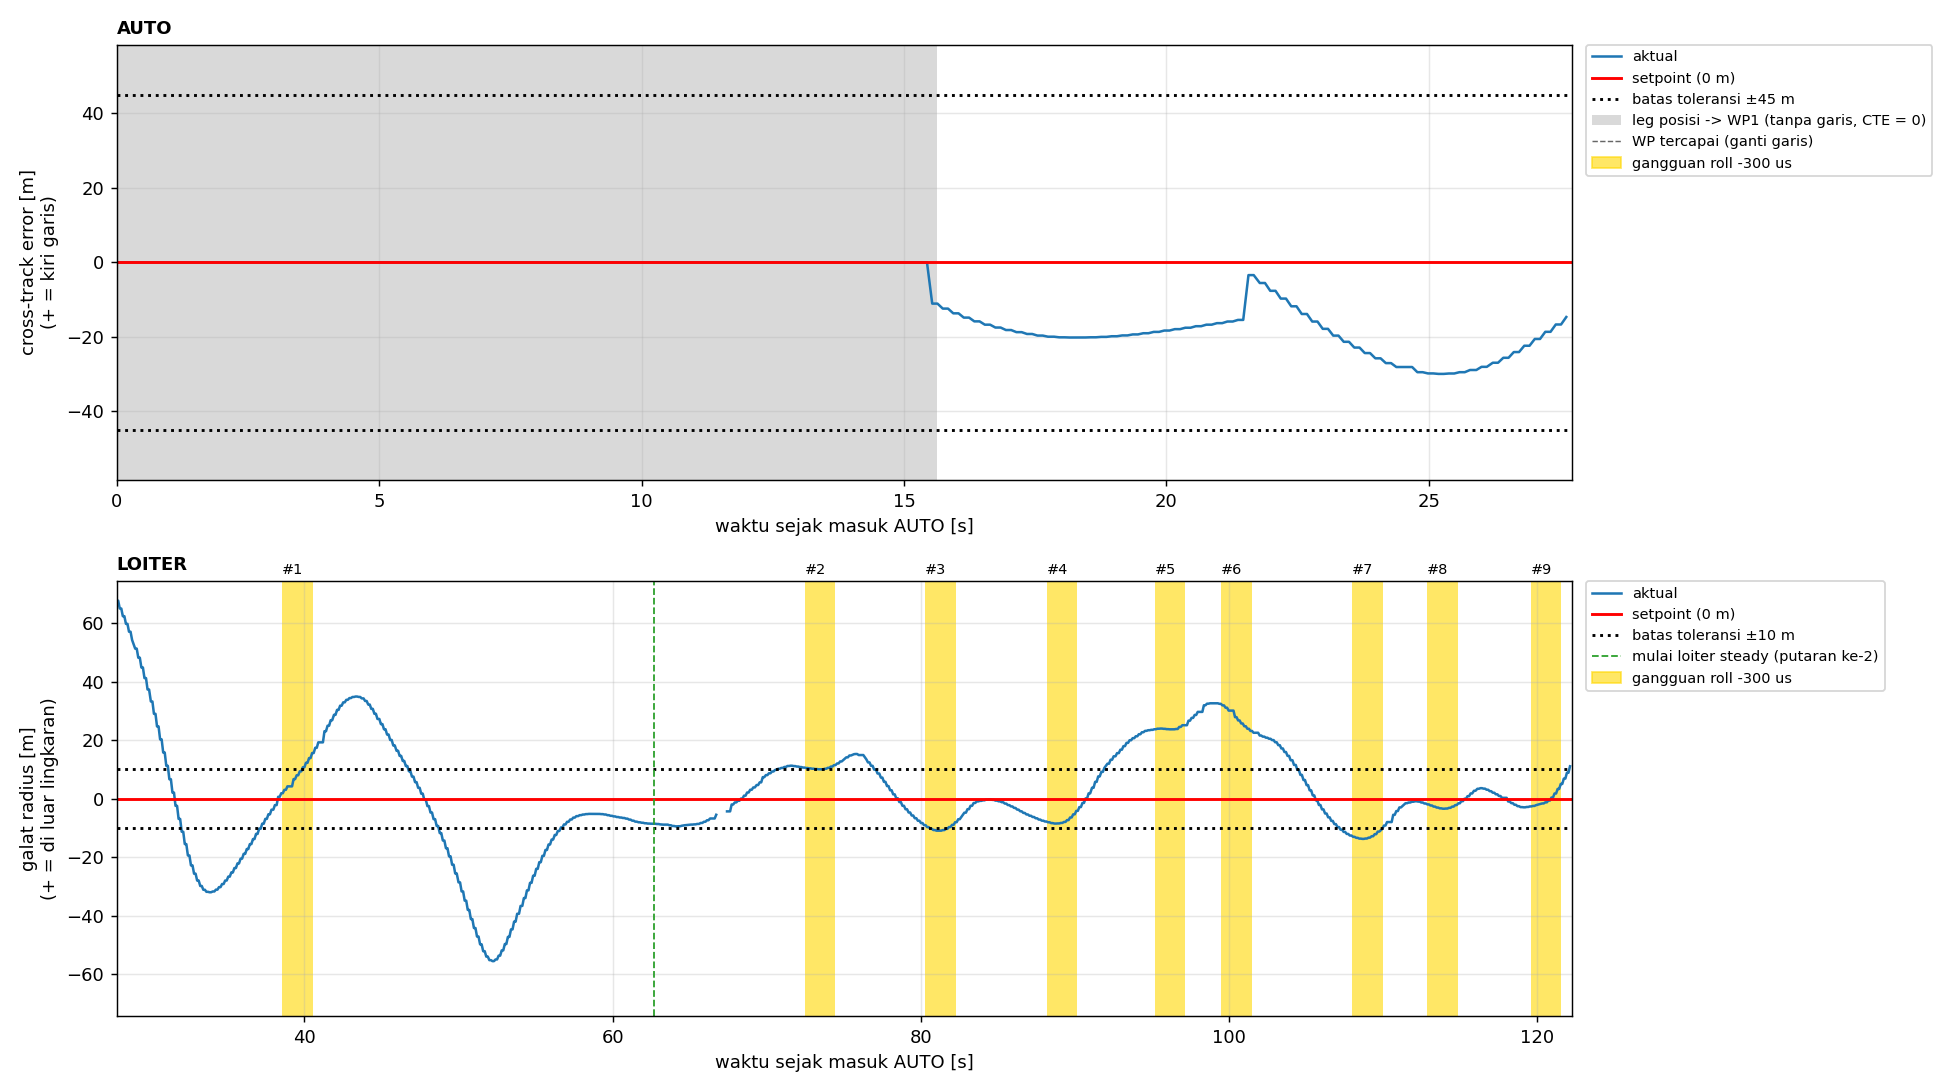 AUTO
cross-track error [m]
(+ = kiri garis)
40
20
0
−20
−40
0
5
10
15
20
25
waktu sejak masuk AUTO [s]
aktual
setpoint (0 m)
batas toleransi ±45 m
leg posisi -> WP1 (tanpa garis, CTE = 0)
WP tercapai (ganti garis)
gangguan roll -300 us
LOITER
#1
#2
#3
#4
#5
#6
#7
#8
#9
galat radius [m]
(+ = di luar lingkaran)
60
40
20
0
−20
−40
−60
40
60
80
100
120
waktu sejak masuk AUTO [s]
aktual
setpoint (0 m)
batas toleransi ±10 m
mulai loiter steady (putaran ke-2)
gangguan roll -300 us